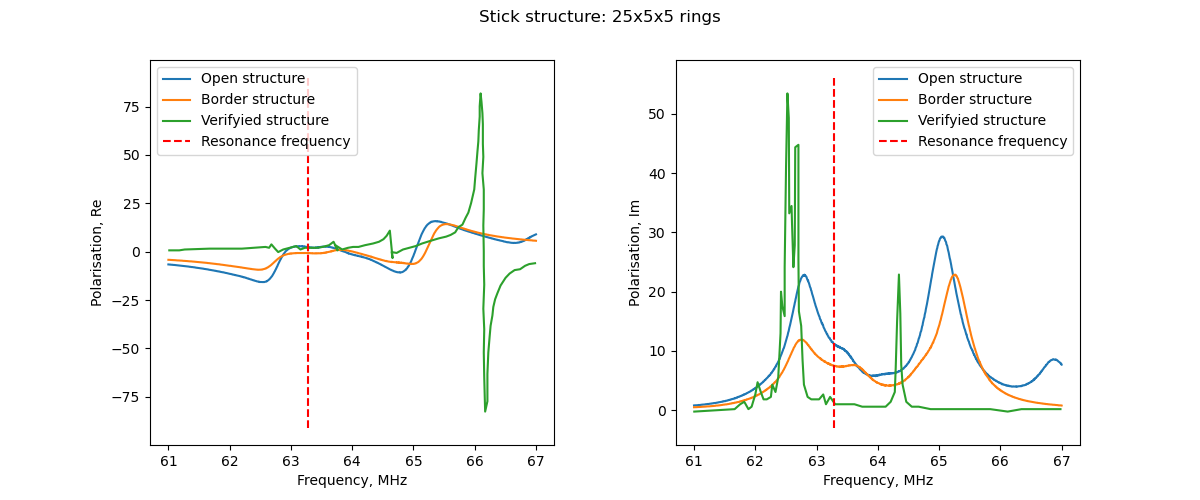 Stick structure: 25x5x5 rings
Open structure
Border structure
Verifyied structure
Resonance frequency
75
50
25
0
−25
−50
−75
Polarisation, Re
61 62 63 64 65 66 67
Frequency, MHz
Open structure
Border structure
Verifyied structure
Resonance frequency
50
40
30
20
10
0
Polarisation, Im
61 62 63 64 65 66 67
Frequency, MHz